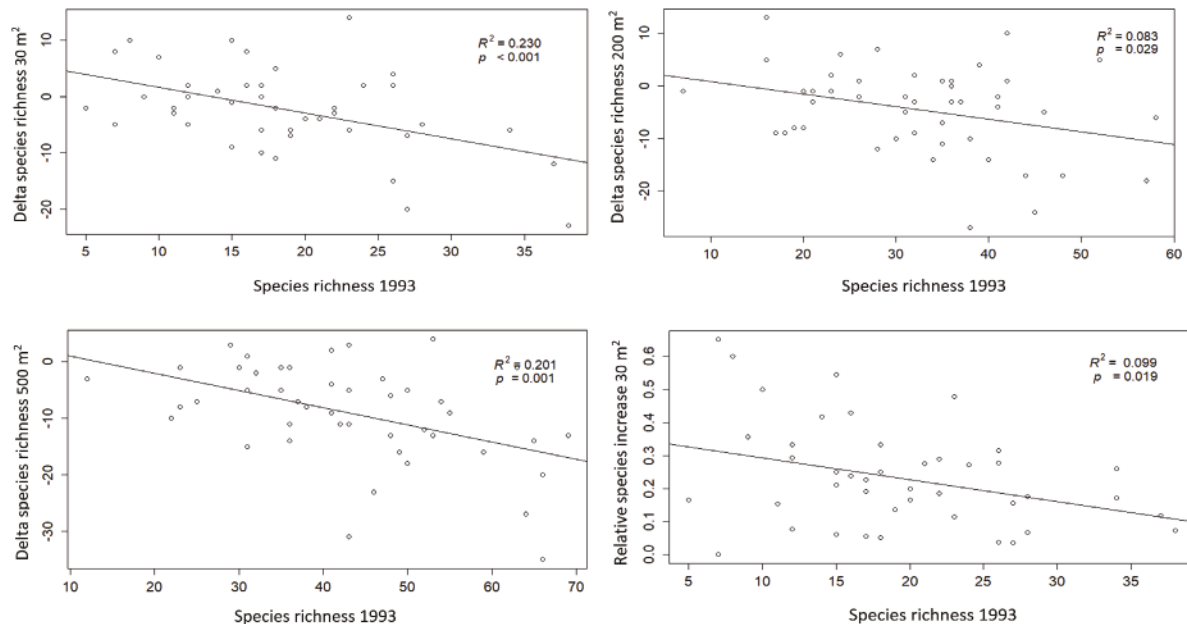 Delta species richness 30 m²
10
0
-10
-20
R² = 0.230
p < 0.001
5 10 15 20 25 30 35
Species richness 1993
Delta species richness 200 m²
10
0
-10
-20
R² = 0.083
p = 0.029
10 20 30 40 50 60
Species richness 1993
Delta species richness 500 m²
0
-10
-20
-30
R² = 0.201
p = 0.001
10 20 30 40 50 60 70
Species richness 1993
Relative species increase 30 m²
0.6
0.5
0.4
0.3
0.2
0.1
0.0
R² = 0.099
p = 0.019
5 10 15 20 25 30 35
Species richness 1993